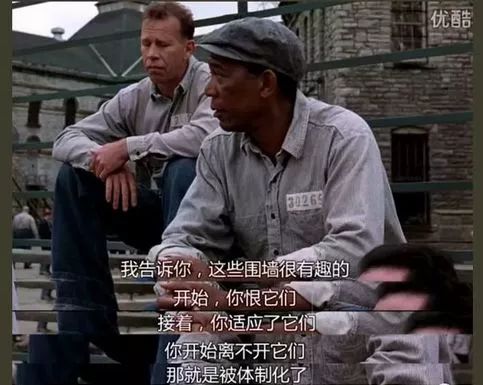 优酷
30265
我告诉你，这些围墙很有趣的
开始，你恨它们
接着，你适应了它们
你开始离不开它们
那就是被体制化了